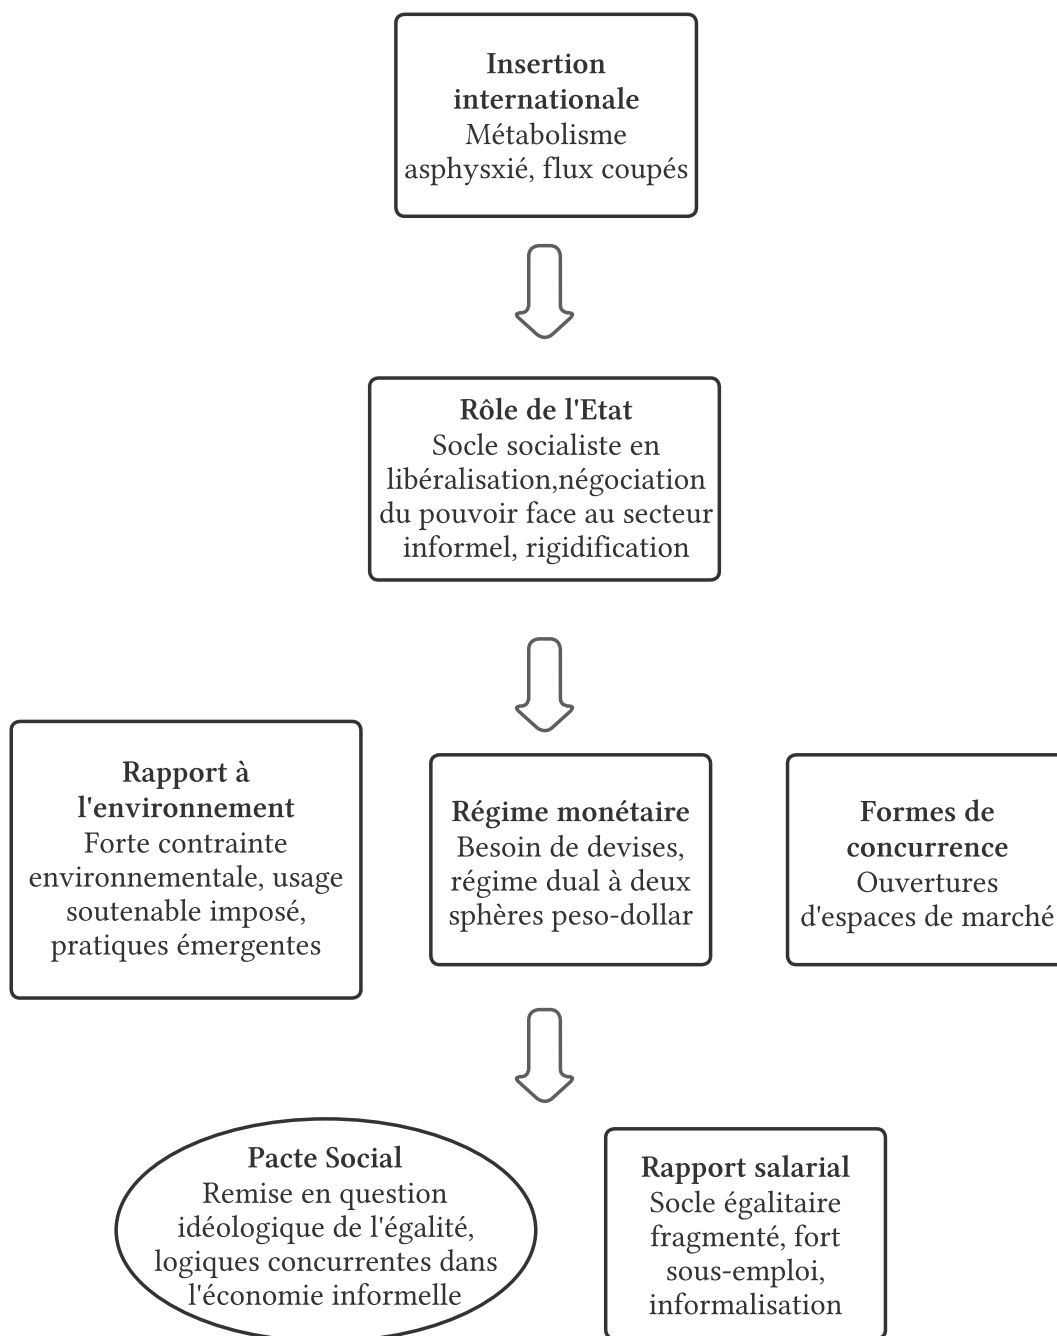 Insertion
internationale
Métabolisme
asphysxié, flux coupés
Rôle de l'Etat
Socle socialiste en
libéralisation,négociation
du pouvoir face au secteur
informel, rigidification
Rapport à
l'environnement
Forte contrainte
environnementale, usage
soutenable imposé,
pratiques émergentes
Régime monétaire
Besoin de devises,
régime dual à deux
sphères peso-dollar
Formes de
concurrence
Ouvertures
d'espaces de marché
Pacte Social
Remise en question
idéologique de l'égalité,
logiques concurrentes dans
l'économie informelle
Rapport salarial
Socle égalitaire
fragmenté, fort
sous-emploi,
informalisation